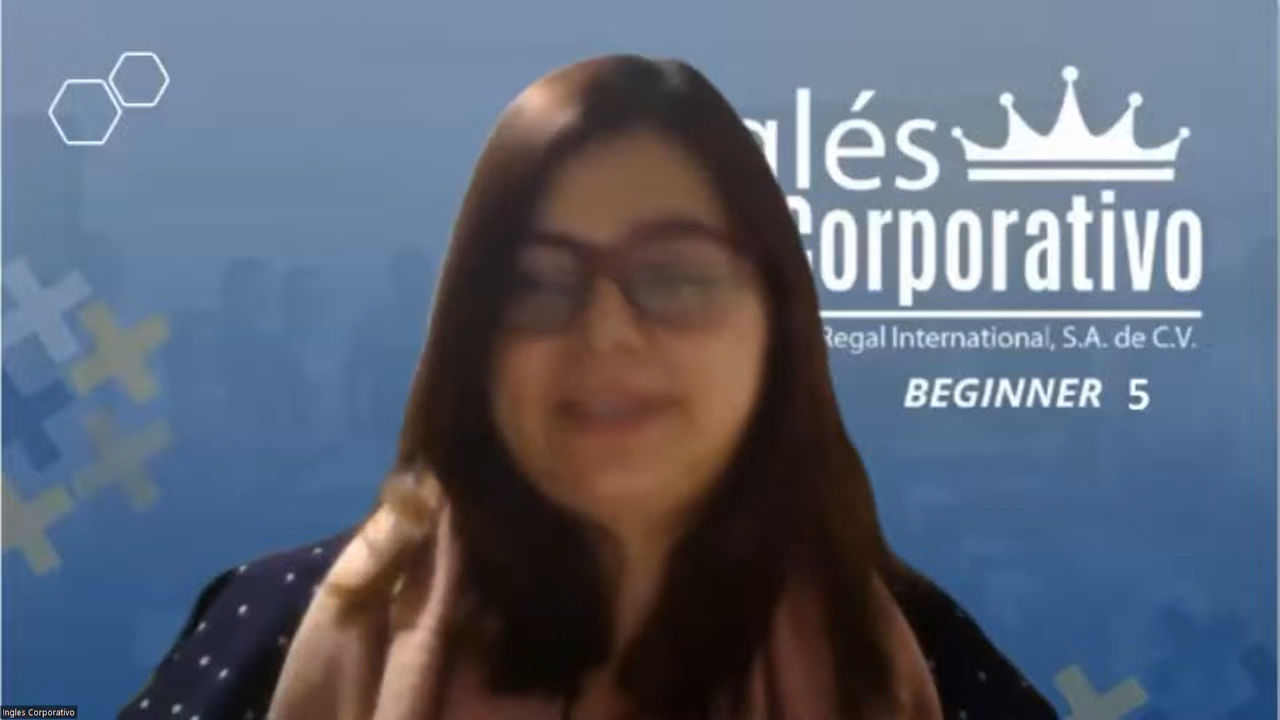 glés
Corporativo
Regal International, S.A. de C.V.
BEGINNER 5
Ingles Corporativo